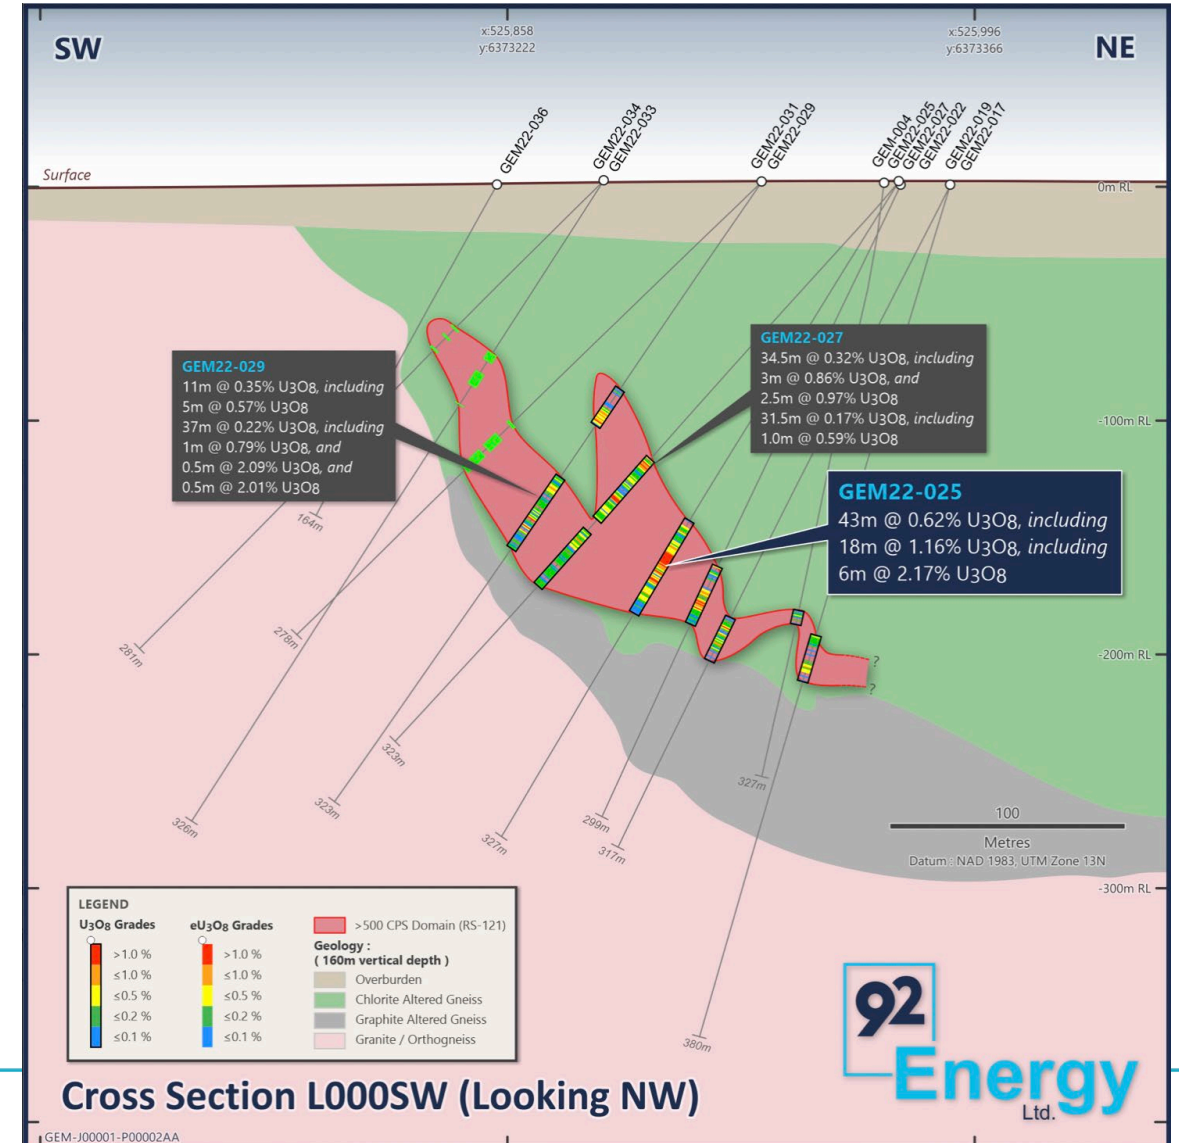 SW
x:525,858
y:6373222
x:525,996
y:6373366
NE
GEM22-036
GEM22-034
GEM22-033
GEM22-031
GEM22-029
GEM-004
GEM22-025
GEM22-027
GEM22-022
GEM22-019
GEM22-017
Surface
0m RL
GEM22-029
11m @ 0.35% U3O8, including
5m @ 0.57% U3O8
37m @ 0.22% U3O8, including
1m @ 0.79% U3O8, and
0.5m @ 2.09% U3O8, and
0.5m @ 2.01% U3O8
GEM22-027
34.5m @ 0.32% U3O8, including
3m @ 0.86% U3O8, and
2.5m @ 0.97% U3O8
31.5m @ 0.17% U3O8, including
1.0m @ 0.59% U3O8
-100m RL
GEM22-025
43m @ 0.62% U3O8, including
18m @ 1.16% U3O8, including
6m @ 2.17% U3O8
164m
281m
278m
-200m RL
?
?
323m
327m
326m
323m
327m
299m
317m
100
Metres
Datum : NAD 1983, UTM Zone 13N
-300m RL
380m
LEGEND
U3O8 Grades
>1.0 %
≤1.0 %
≤0.5 %
≤0.2 %
≤0.1 %
eU3O8 Grades
>1.0 %
≤1.0 %
≤0.5 %
≤0.2 %
≤0.1 %
>500 CPS Domain (RS-121)
Geology :
( 160m vertical depth )
Overburden
Chlorite Altered Gneiss
Graphite Altered Gneiss
Granite / Orthogneiss
92
Energy
Ltd.
Cross Section L000SW (Looking NW)
GEM-J00001-P00002AA